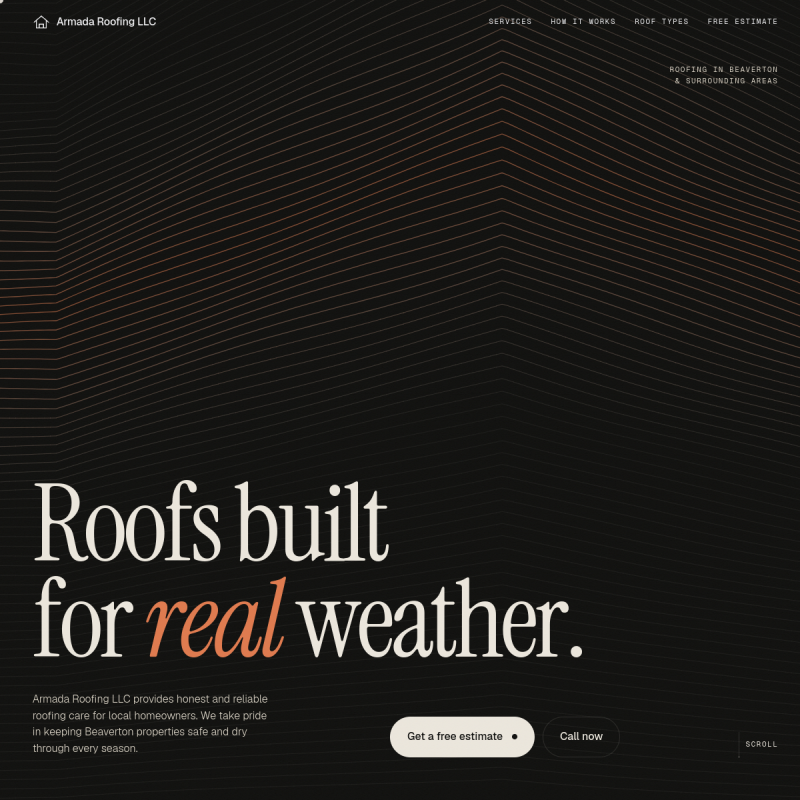 Armada Roofing LLC
SERVICES HOW IT WORKS ROOF TYPES FREE ESTIMATE
ROOFING IN BEAVERTON
& SURROUNDING AREAS
Roofs built
for real weather.
Armada Roofing LLC provides honest and reliable
roofing care for local homeowners. We take pride
in keeping Beaverton properties safe and dry
through every season.
Get a free estimate
Call now
SCROLL